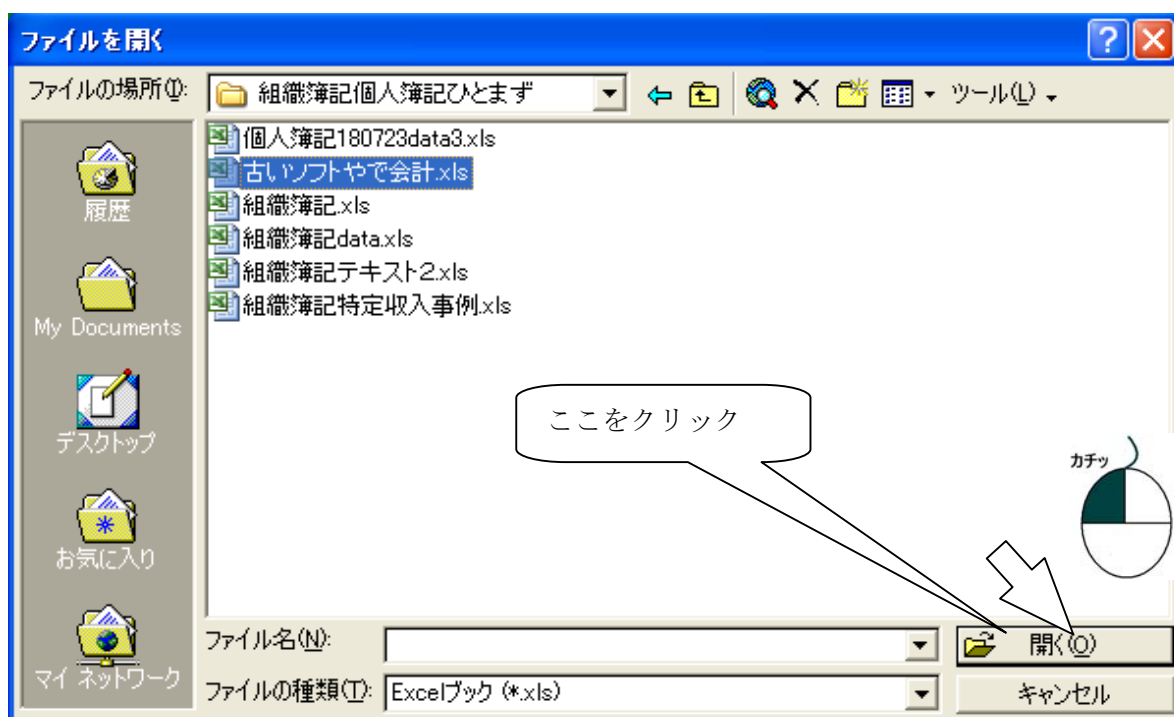 ファイルを開く
ファイルの場所(I):
組織簿記個人簿記ひとまず
ツール(L)
個人簿記180723data3.xls
古いソフトやで会計.xls
組織簿記.xls
組織簿記data.xls
組織簿記テキスト2.xls
組織簿記特定収入事例.xls
履歴
My Documents
デスクトップ
お気に入り
マイ ネットワーク
ここをクリック
カチッ
ファイル名(N):
開く(O)
ファイルの種類(T):
Excelブック (*.xls)
キャンセル